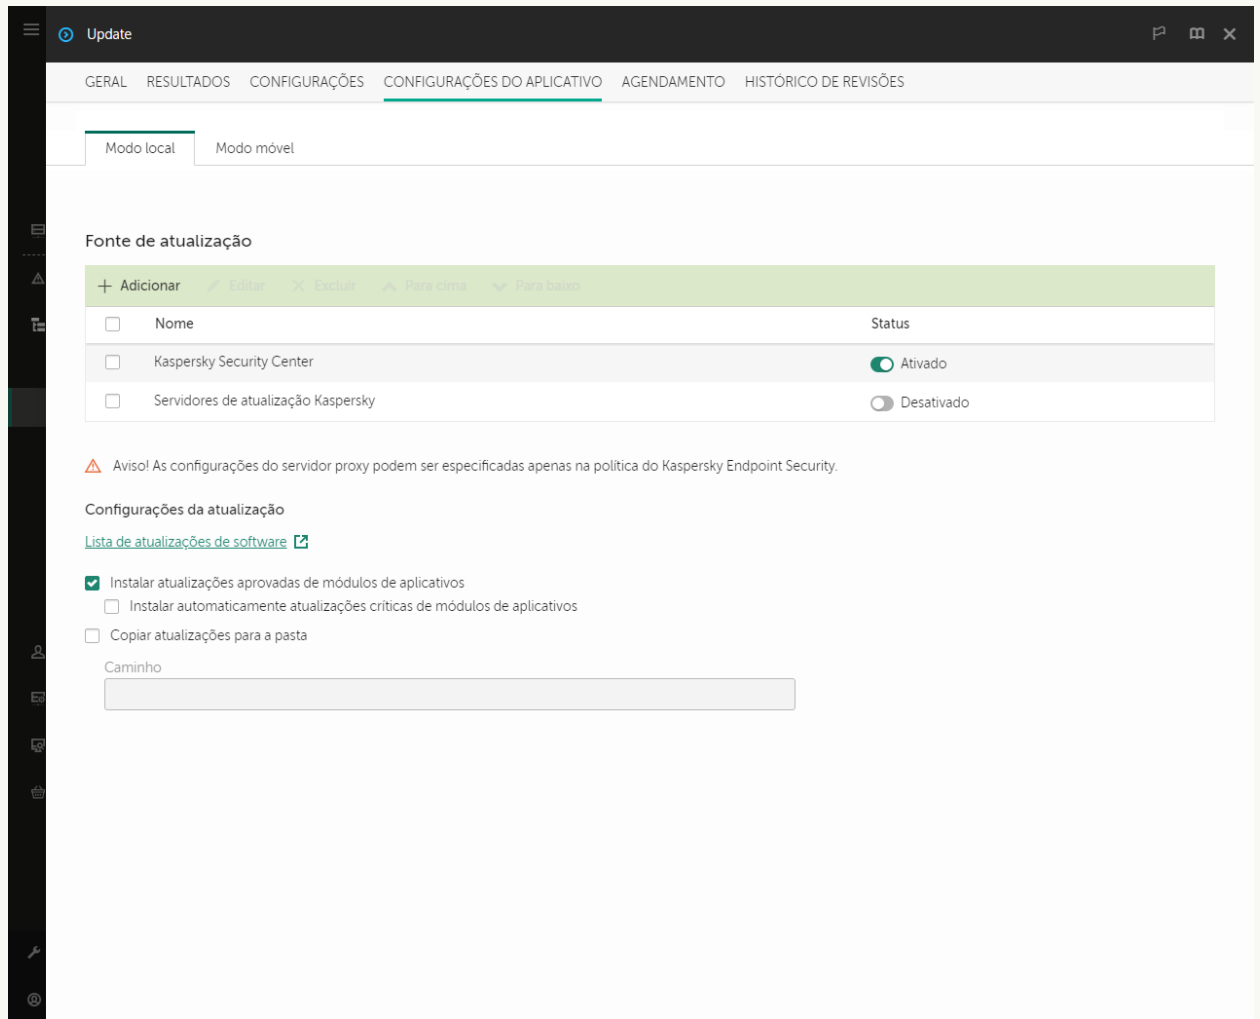 Update
GERAL RESULTADOS CONFIGURAÇÕES CONFIGURAÇÕES DO APLICATIVO AGENDAMENTO HISTÓRICO DE REVISÕES
Modo local Modo móvel
Fonte de atualização
Adicionar Editar Excluir Para cima Para baixo
Nome Status
Kaspersky Security Center Ativado
Servidores de atualização Kaspersky Desativado
Aviso! As configurações do servidor proxy podem ser especificadas apenas na política do Kaspersky Endpoint Security.
Configurações da atualização
Lista de atualizações de software
Instalar atualizações aprovadas de módulos de aplicativos
Instalar automaticamente atualizações críticas de módulos de aplicativos
Copiar atualizações para a pasta
Caminho